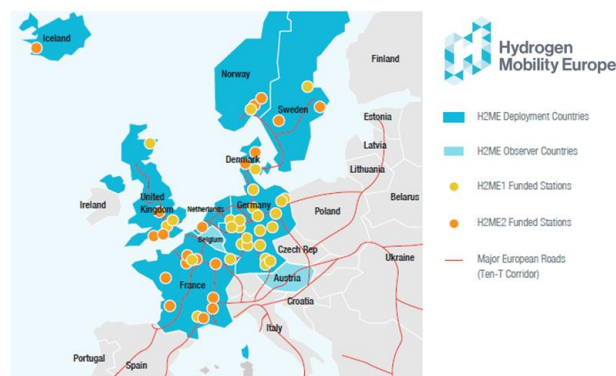 Iceland
Norway
Finland
Sweden
Estonia
Latvia
Denmark
Lithuania
United
Kingdom
Ireland
Netherlands
Germany
Poland
Belarus
Belgium
Czech Rep
Ukraine
France
Austria
Croatia
Italy
Portugal
Spain
Hydrogen
Mobility Europe
H2ME Deployment Countries
H2ME Observer Countries
H2ME1 Funded Stations
H2ME2 Funded Stations
Major European Roads
(Ten-T Corridor)